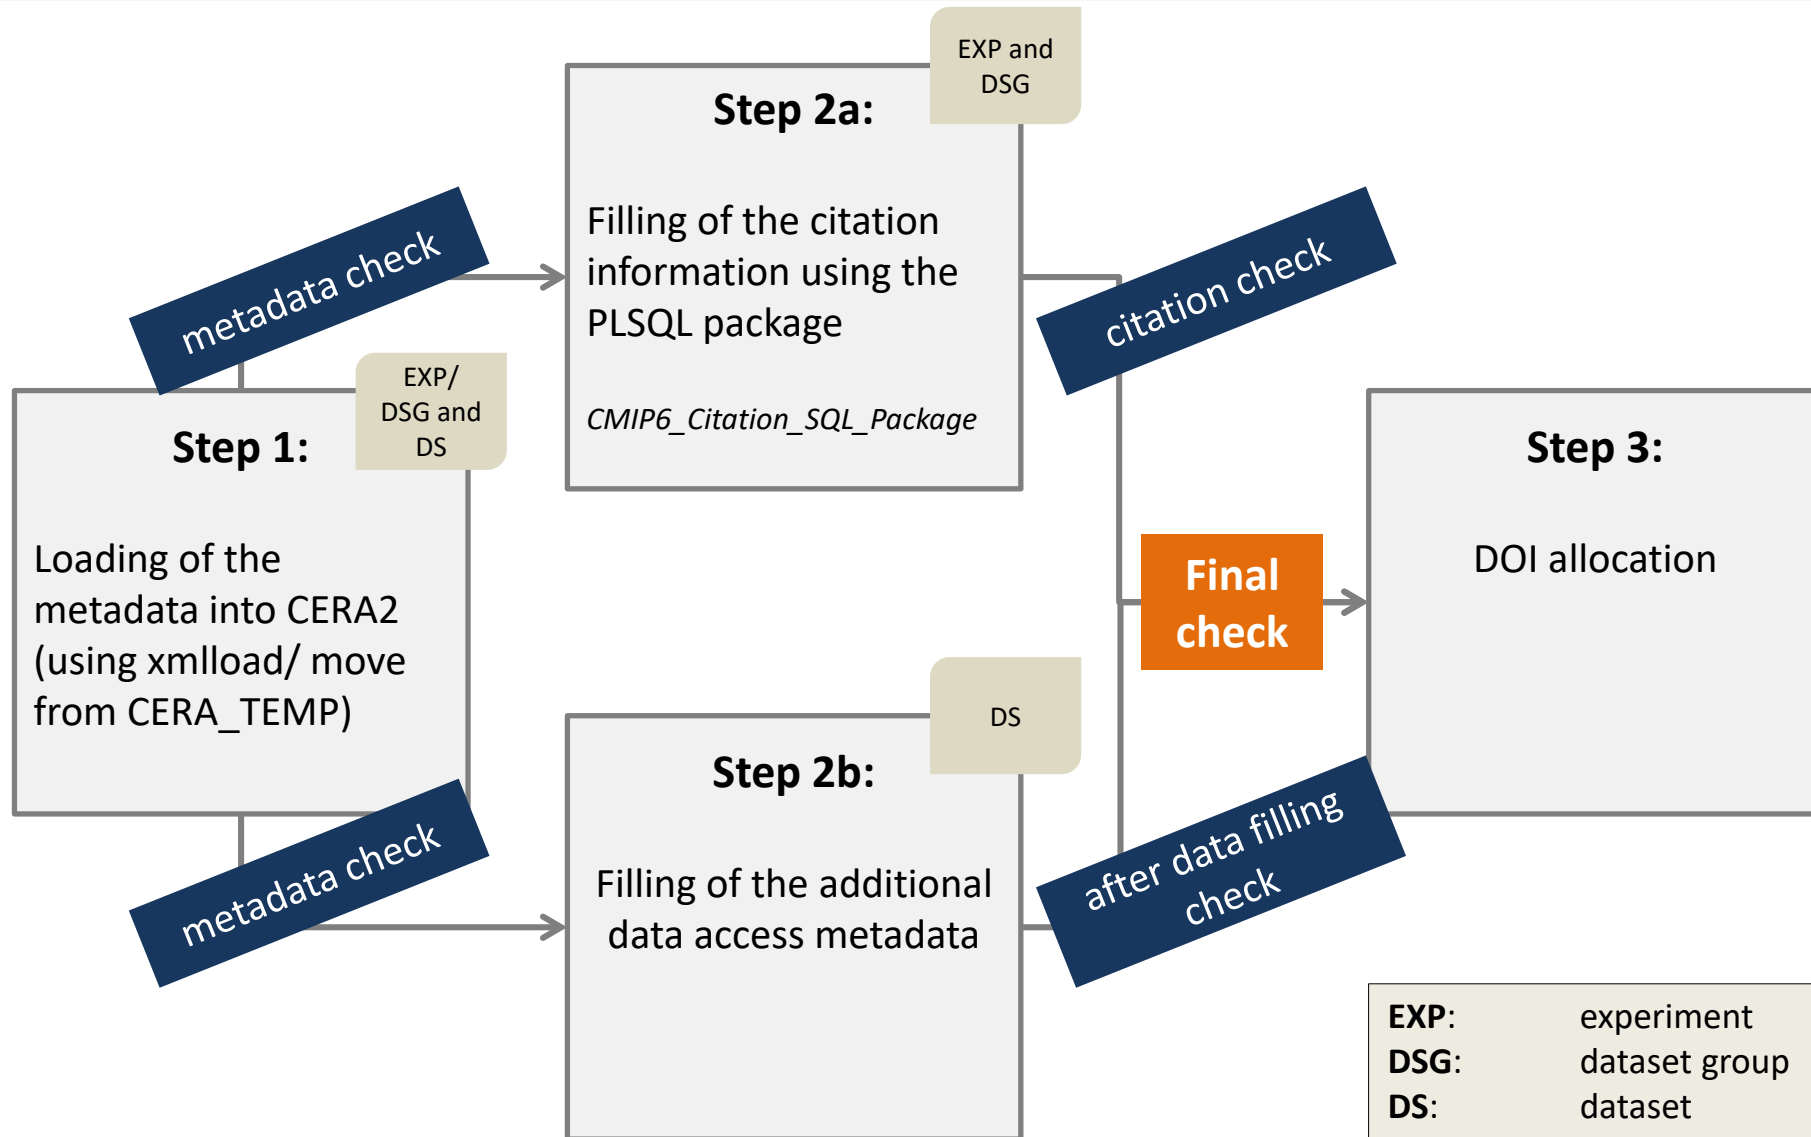 EXP and
DSG
Step 2a:
Filling of the citation
information using the
PLSQL package
CMIP6_Citation_SQL_Package
metadata check
citation check
EXP/
DSG and
DS
Step 1:
Loading of the
metadata into CERA2
(using xmlload/ move
from CERA_TEMP)
metadata check
Final
check
Step 3:
DOI allocation
DS
Step 2b:
Filling of the additional
data access metadata
after data filling
check
EXP: experiment
DSG: dataset group
DS: dataset